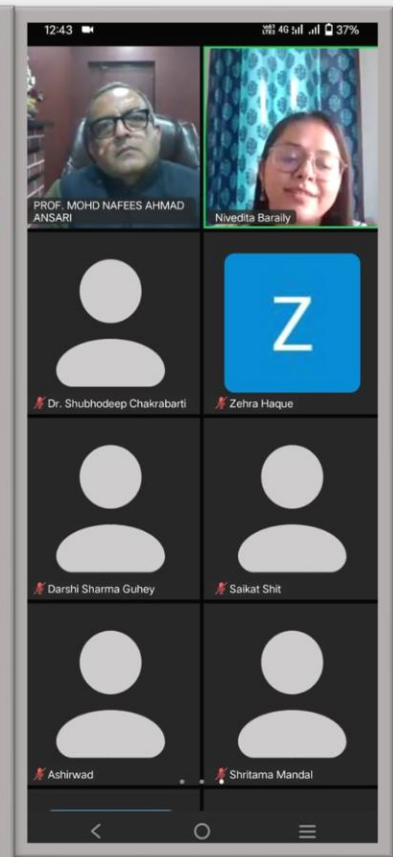 12:43 37%
4G
PROF. MOHD NAFEES AHMAD
ANSARI
Nivedita Baraily
Z
Dr. Shubhodeep Chakrabarti
Zehra Haque
Darshi Sharma Guhey
Saikat Shit
Ashirwad
Shritama Mandal